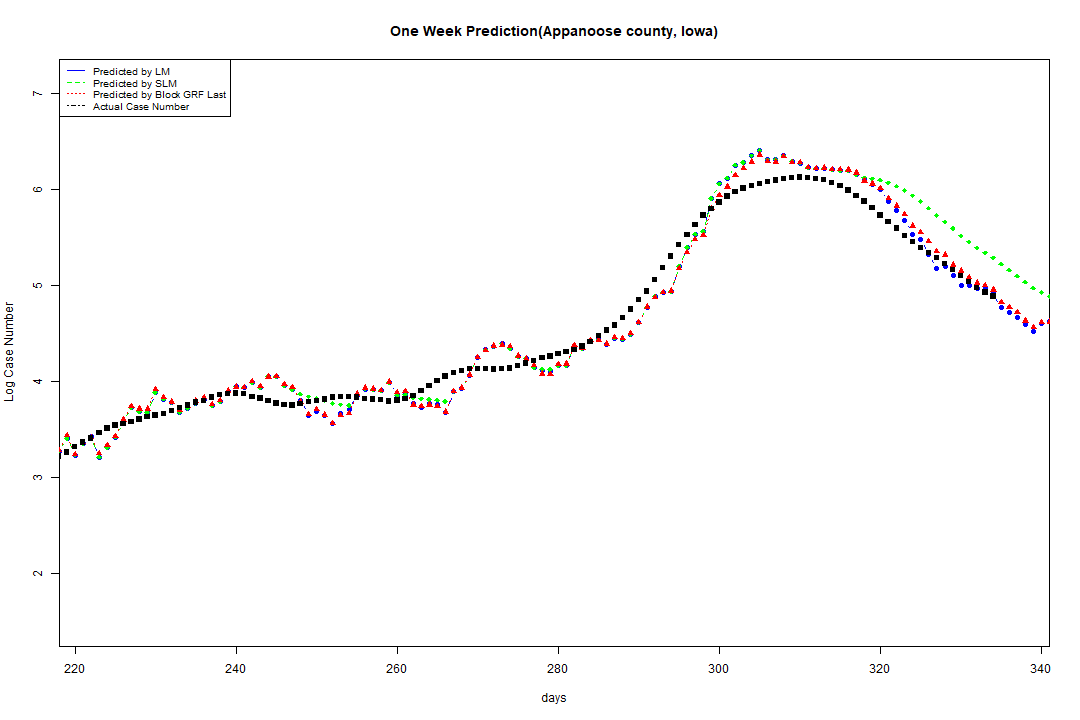 One Week Prediction(Appanoose county, Iowa)
Predicted by LM
Predicted by SLM
Predicted by Block GRF Last
Actual Case Number
7
6
5
4
3
2
Log Case Number
220 240 260 280 300 320 340
days